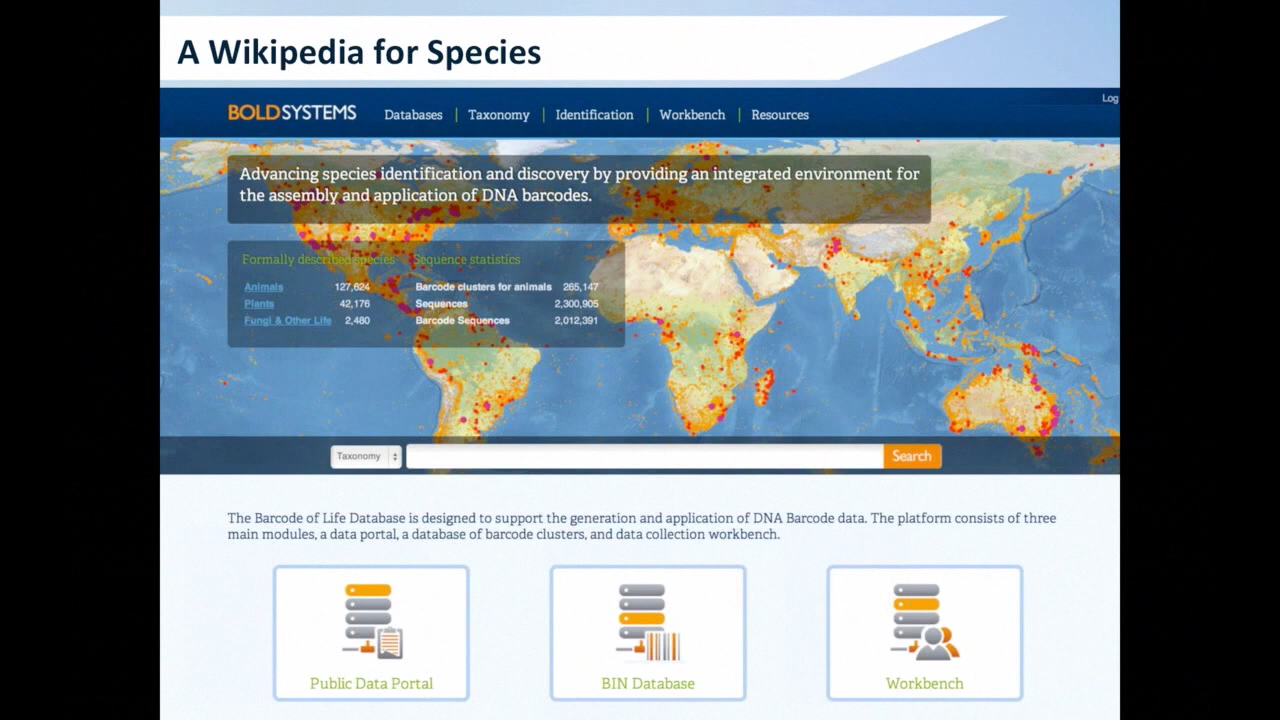 A Wikipedia for Species
BOLDSYSTEMS Databases | Taxonomy | Identification | Workbench | Resources
Log
Advancing species identification and discovery by providing an integrated environment for
the assembly and application of DNA barcodes.
Formally described species Sequence statistics
Animals 127,624 Barcode clusters for animals 265,147
Plants 42,176 Sequences 2,300,905
Fungi & Other Life 2,480 Barcode Sequences 2,012,391
Taxonomy Search
The Barcode of Life Database is designed to support the generation and application of DNA Barcode data. The platform consists of three
main modules, a data portal, a database of barcode clusters, and data collection workbench.
Public Data Portal BIN Database Workbench